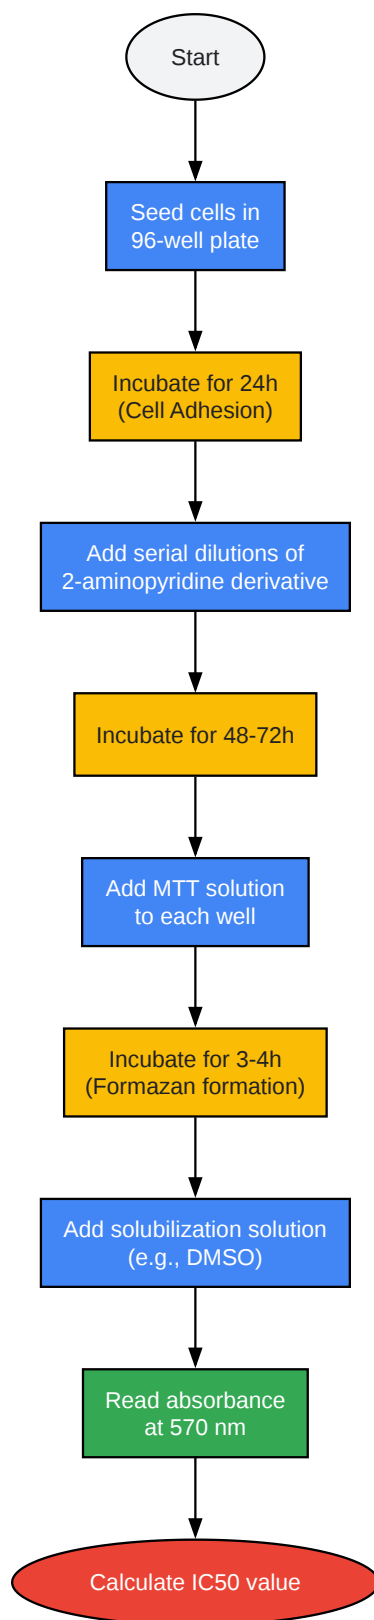 Start
Seed cells in
96-well plate
Incubate for 24h
(Cell Adhesion)
Add serial dilutions of
2-aminopyridine derivative
Incubate for 48-72h
Add MTT solution
to each well
Incubate for 3-4h
(Formazan formation)
Add solubilization solution
(e.g., DMSO)
Read absorbance
at 570 nm
Calculate IC50 value